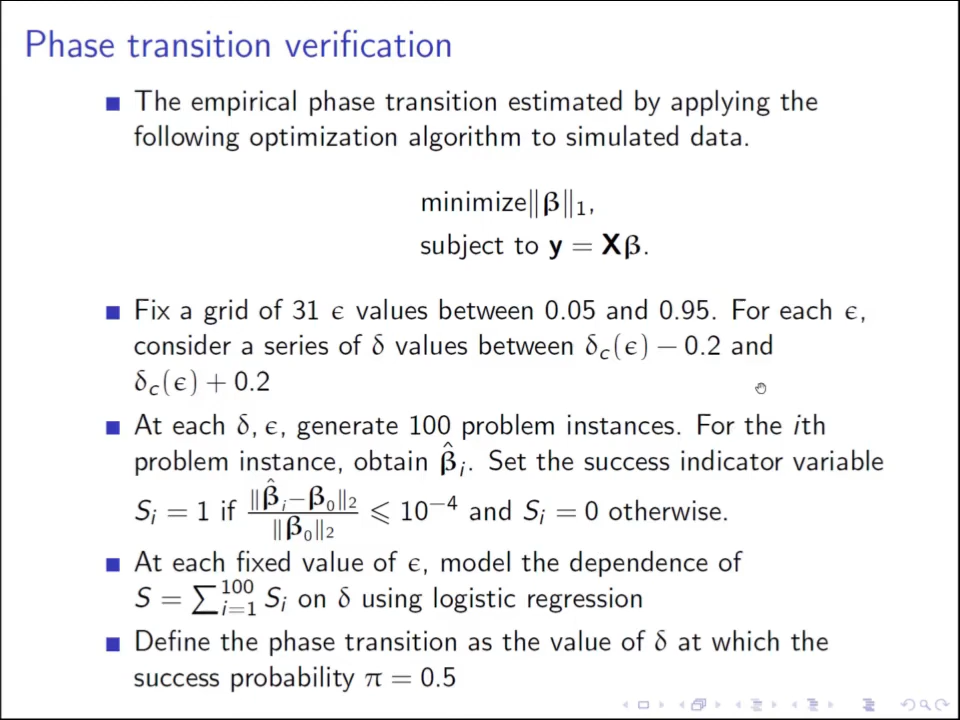 Phase transition verification
The empirical phase transition estimated by applying the
following optimization algorithm to simulated data.
minimize‖β‖₁,
subject to y = Xβ.
Fix a grid of 31 ϵ values between 0.05 and 0.95. For each ϵ,
consider a series of δ values between δ_c(ϵ) − 0.2 and
δ_c(ϵ) + 0.2
At each δ, ϵ, generate 100 problem instances. For the ith
problem instance, obtain β̂_i. Set the success indicator variable
S_i = 1 if ‖β̂_i−β₀‖₂ / ‖β₀‖₂ ⩽ 10⁻⁴ and S_i = 0 otherwise.
At each fixed value of ϵ, model the dependence of
S = ∑_{i=1}^{100} S_i on δ using logistic regression
Define the phase transition as the value of δ at which the
success probability π = 0.5